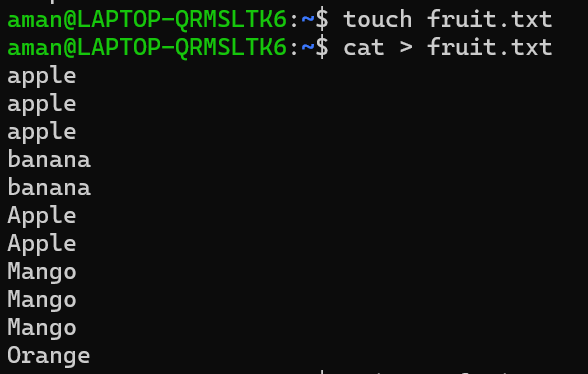 aman@LAPTOP-QRMSLTK6:~$ touch fruit.txt
aman@LAPTOP-QRMSLTK6:~$ cat > fruit.txt
apple
apple
apple
banana
banana
Apple
Apple
Mango
Mango
Mango
Orange